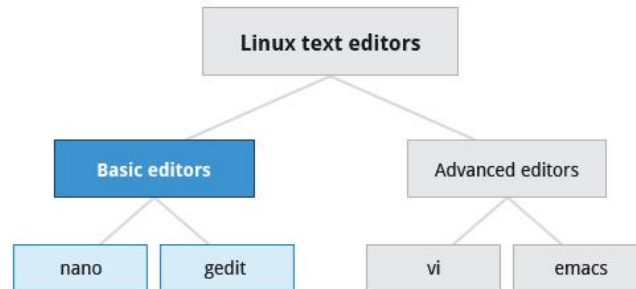 Linux text editors
Basic editors
Advanced editors
nano
gedit
vi
emacs